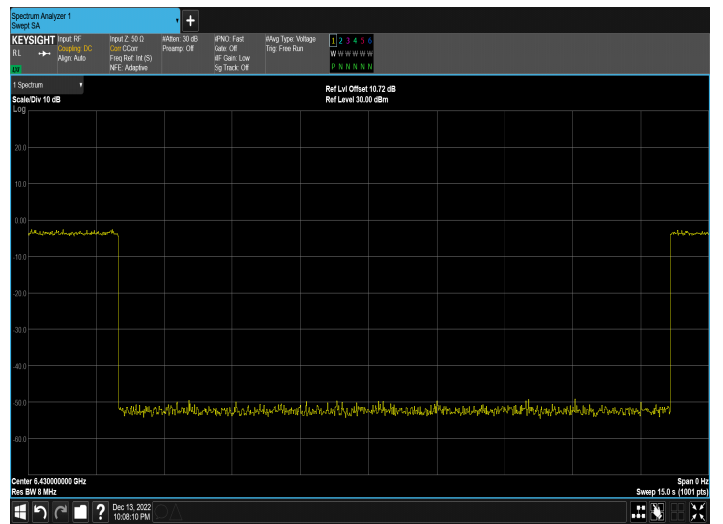 Spectrum Analyzer 1
Swept SA
+
KEYSIGHT Input: RF Input Z: 50 Ω #Atten: 30 dB #PNO: Fast #Avg Type: Voltage 1 2 3 4 5 6
R L Coupling: DC Corr CCorr Preamp: Off Gate: Off Trig: Free Run W W W W W W
Align: Auto Freq Ref: Int (S) #IF Gain: Low
NFE: Adaptive Sig Track: Off P N N N N N
1 Spectrum
Ref Lvl Offset 10.72 dB
Scale/Div 10 dB Ref Level 30.00 dBm
Log
20.0
10.0
0.00
-10.0
-20.0
-30.0
-40.0
-50.0
-60.0
Center 6.430000000 GHz Span 0 Hz
Res BW 8 MHz Sweep 15.0 s (1001 pts)
? Dec 13, 2022
10:08:10 PM